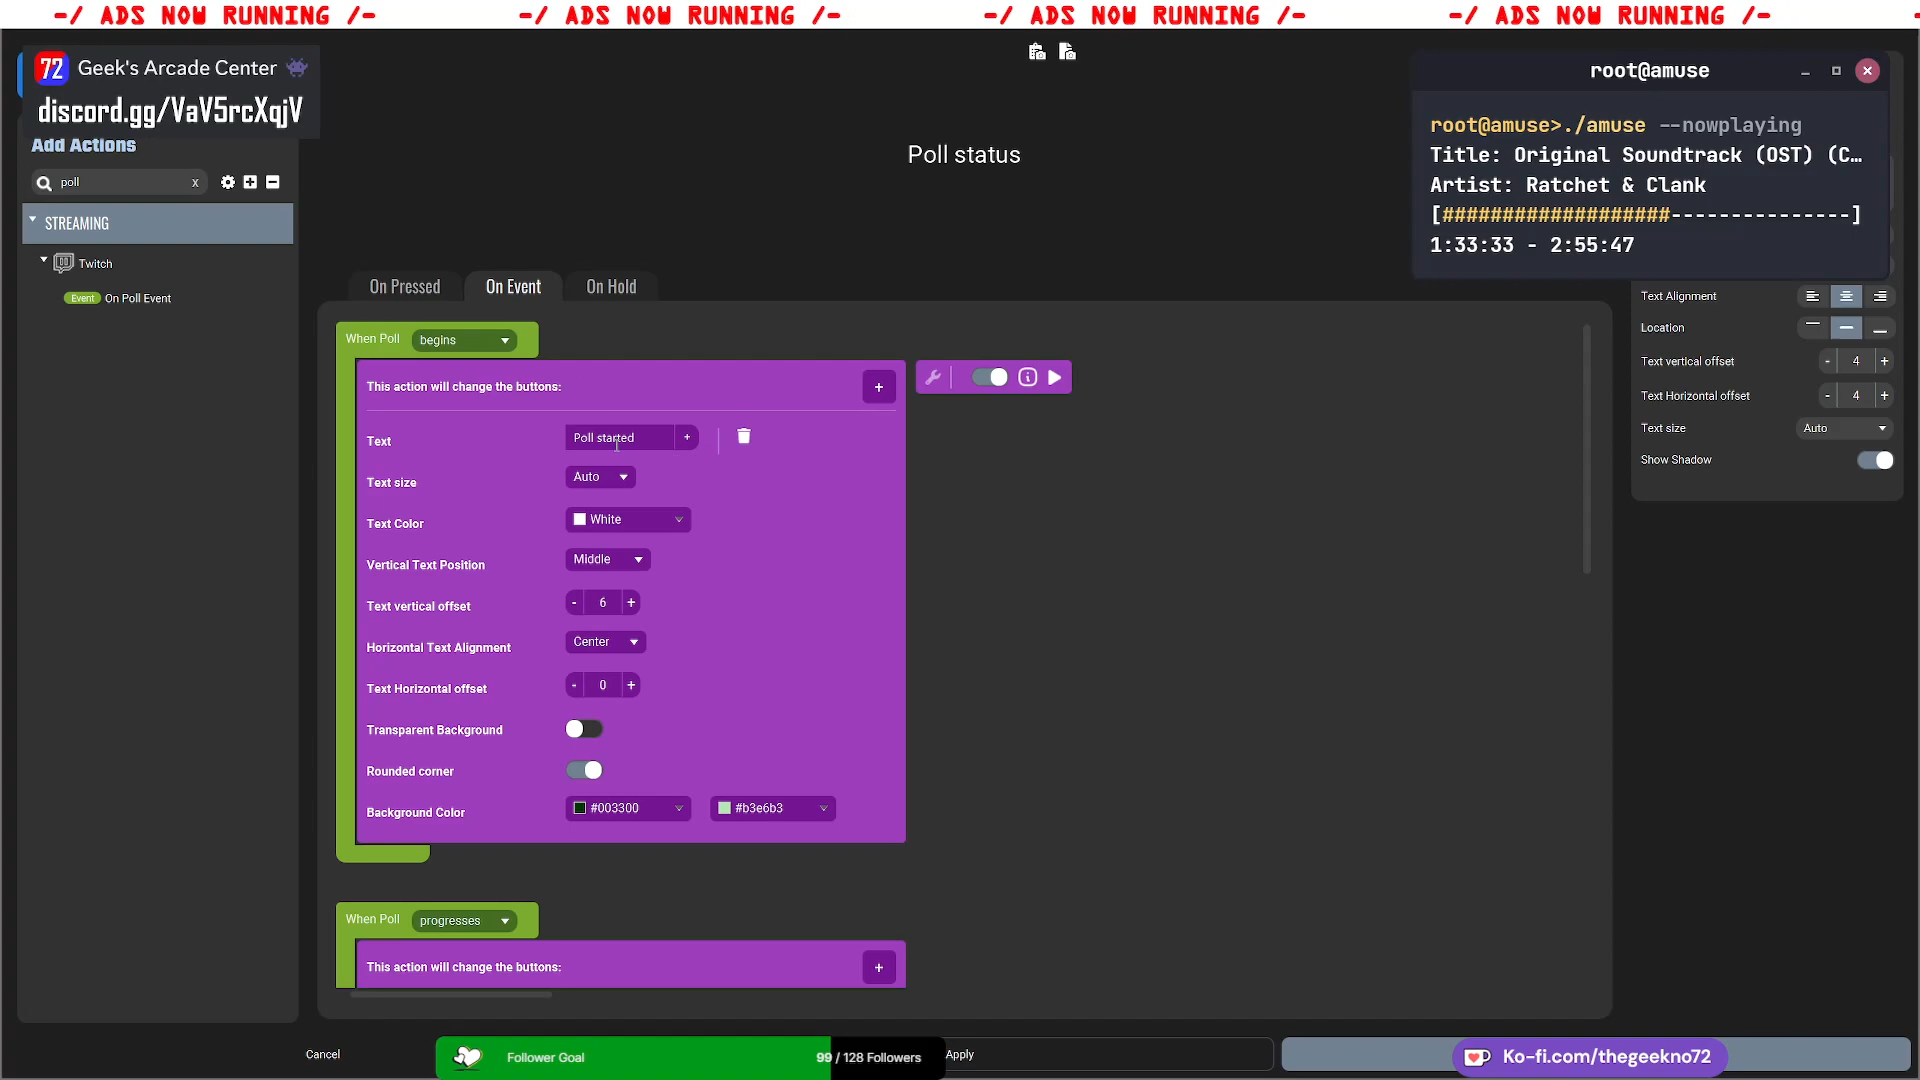 -/ ADS NOW RUNNING /- -/ ADS NOW RUNNING /- -/ ADS NOW RUNNING /- -/ ADS NOW RUNNING /-
72 Geek's Arcade Center
discord.gg/VaV5rcXqjV
Add Actions
poll x
STREAMING
Twitch
Event On Poll Event
Poll status
On Pressed On Event On Hold
When Poll begins
This action will change the buttons: +
Text Poll started +
Text size Auto
Text Color White
Vertical Text Position Middle
Text vertical offset - 6 +
Horizontal Text Alignment Center
Text Horizontal offset - 0 +
Transparent Background
Rounded corner
Background Color #003300 #b3e6b3
When Poll progresses
This action will change the buttons: +
root@amuse
root@amuse>./amuse --nowplaying
Title: Original Soundtrack (OST) (C…
Artist: Ratchet & Clank
[###################---------------]
1:33:33 - 2:55:47
Text Alignment
Location
Text vertical offset - 4 +
Text Horizontal offset - 4 +
Text size Auto
Show Shadow
Cancel
Follower Goal 99 / 128 Followers
Apply
Ko-fi.com/thegeekno72